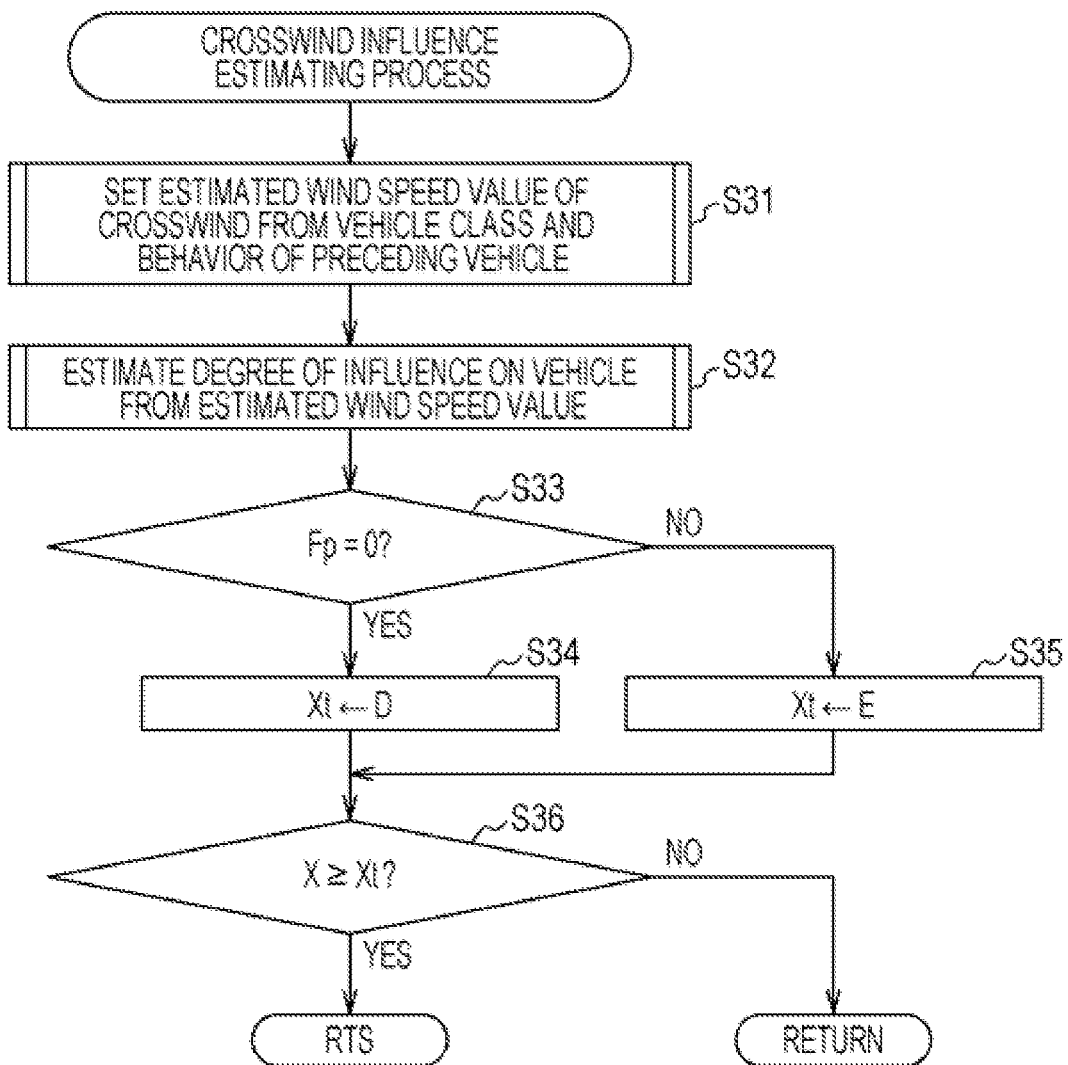 CROSSWIND INFLUENCE
ESTIMATING PROCESS
SET ESTIMATED WIND SPEED VALUE OF
CROSSWIND FROM VEHICLE CLASS AND
BEHAVIOR OF PRECEDING VEHICLE
S31
ESTIMATE DEGREE OF INFLUENCE ON VEHICLE
FROM ESTIMATED WIND SPEED VALUE
S32
S33
Fp = 0?
NO
YES
S34
Xt ← D
S35
Xt ← E
S36
X ≥ Xt?
NO
YES
RTS
RETURN